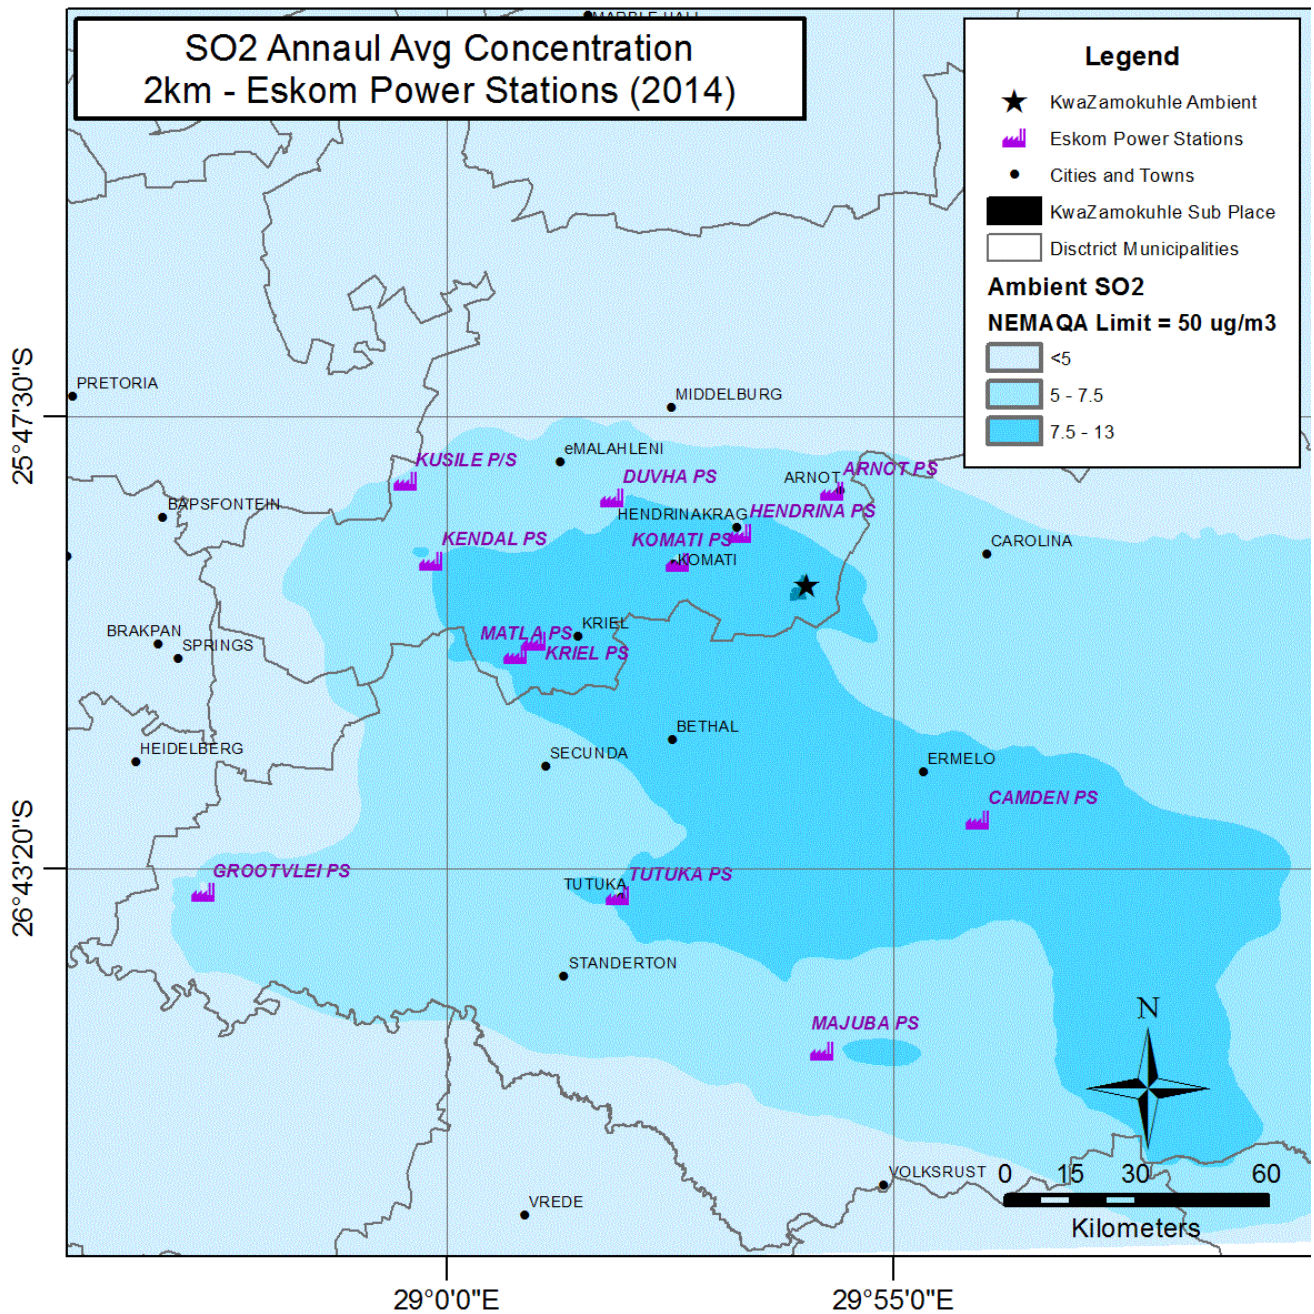 MARBLE HALL
SO2 Annaul Avg Concentration
2km - Eskom Power Stations (2014)
Legend
KwaZamokuhle Ambient
Eskom Power Stations
Cities and Towns
KwaZamokuhle Sub Place
Disctrict Municipalities
Ambient SO2
NEMAQA Limit = 50 ug/m3
<5
5 - 7.5
7.5 - 13
25°47'30"S
26°43'20"S
PRETORIA
MIDDELBURG
eMALAHLENI
KUSILE P/S
DUVHA PS
ARNOT
ARNOT PS
BAPSFONTEIN
HENDRINAKRAG
HENDRINA PS
KENDAL PS
KOMATI PS
KOMATI
CAROLINA
BRAKPAN
SPRINGS
MATLA PS
KRIEL
KRIEL PS
HEIDELBERG
SECUNDA
BETHAL
ERMELO
CAMDEN PS
GROOTVLEI PS
TUTUKA
TUTUKA PS
STANDERTON
MAJUBA PS
N
VOLKSRUST
VREDE
0 15 30 60
Kilometers
29°0'0"E
29°55'0"E